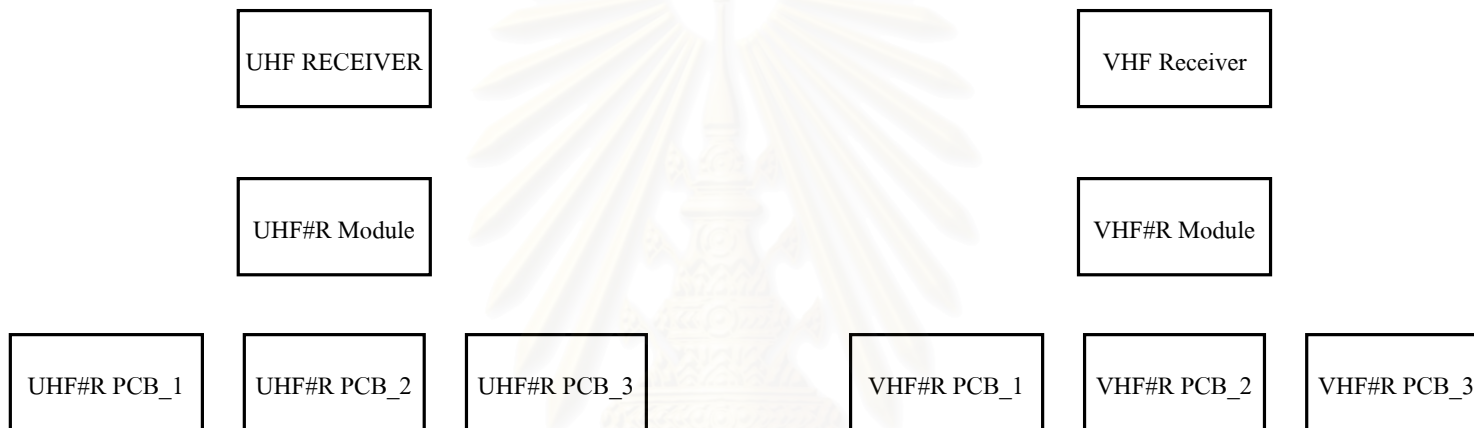 UHF RECEIVER
VHF Receiver
UHF#R Module
VHF#R Module
UHF#R PCB_1
UHF#R PCB_2
UHF#R PCB_3
VHF#R PCB_1
VHF#R PCB_2
VHF#R PCB_3